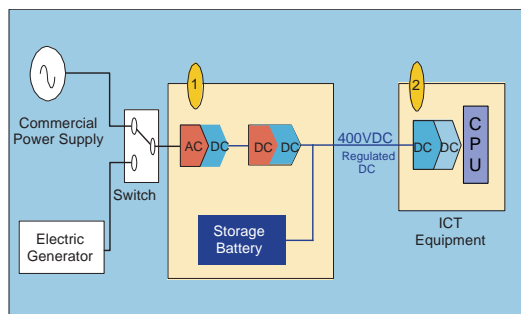 1
2
Commercial
Power Supply
Switch
Electric
Generator
AC DC
DC DC
Storage
Battery
400VDC
Regulated
DC
DC DC
C
P
U
ICT
Equipment